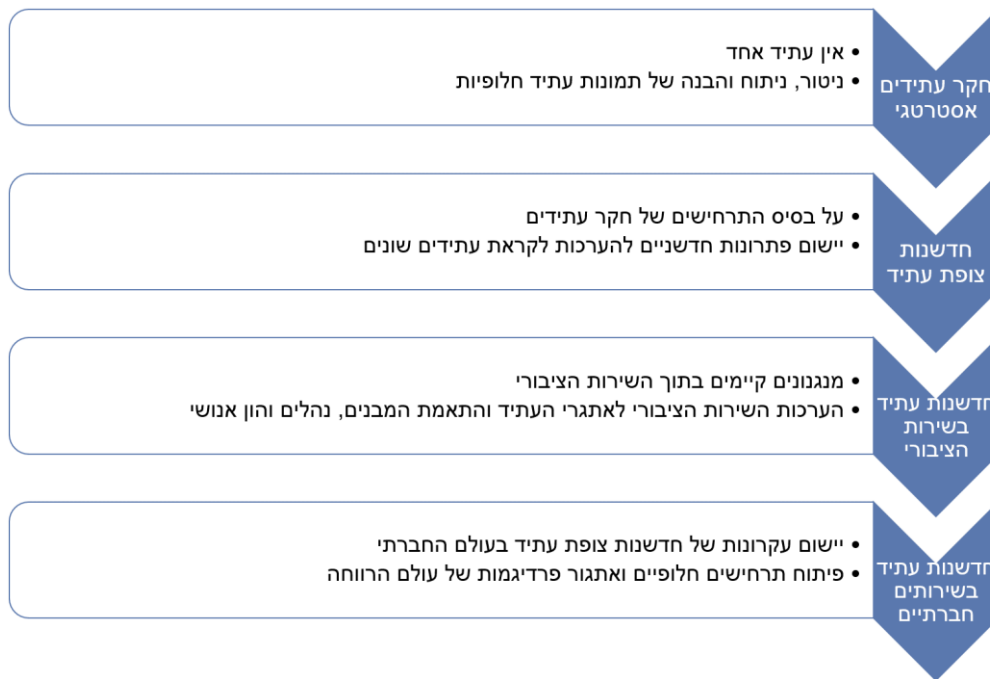 חקר עתידים
אסטרטגי
• אין עתיד אחד
• ניטור, ניתוח והבנה של תמונות עתיד חלופיות
חדשנות
צופת עתיד
• על בסיס התרחישים של חקר עתידים
• יישום פתרונות חדשניים להערכות לקראת עתידים שונים
חדשנות עתיד
בשירות
הציבורי
• מנגנונים קיימים בתוך השירות הציבורי
• הערכות השירות הציבורי לאתגרי העתיד והתאמת המבנים, נהלים והון אנושי
חדשנות עתיד
בשירותים
חברתיים
• יישום עקרונות של חדשנות צופת עתיד בעולם החברתי
• פיתוח תרחישים חלופיים ואתגור פרדיגמות של עולם הרווחה